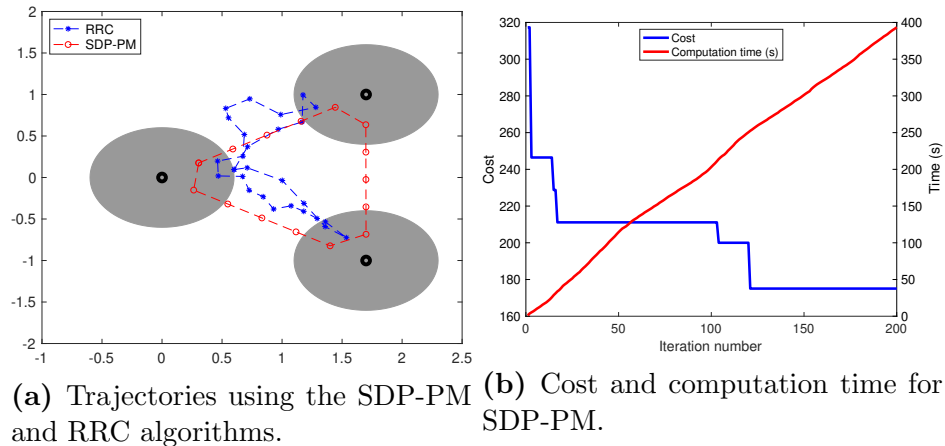 RRC
SDP-PM
2
1.5
1
0.5
0
-0.5
-1
-1.5
-2
-1 -0.5 0 0.5 1 1.5 2 2.5
(a) Trajectories using the SDP-PM
and RRC algorithms.
Cost
Computation time (s)
320
300
280
260
240
220
200
180
160
Cost
400
350
300
250
200
150
100
50
0
Time (s)
0 50 100 150 200
Iteration number
(b) Cost and computation time for
SDP-PM.